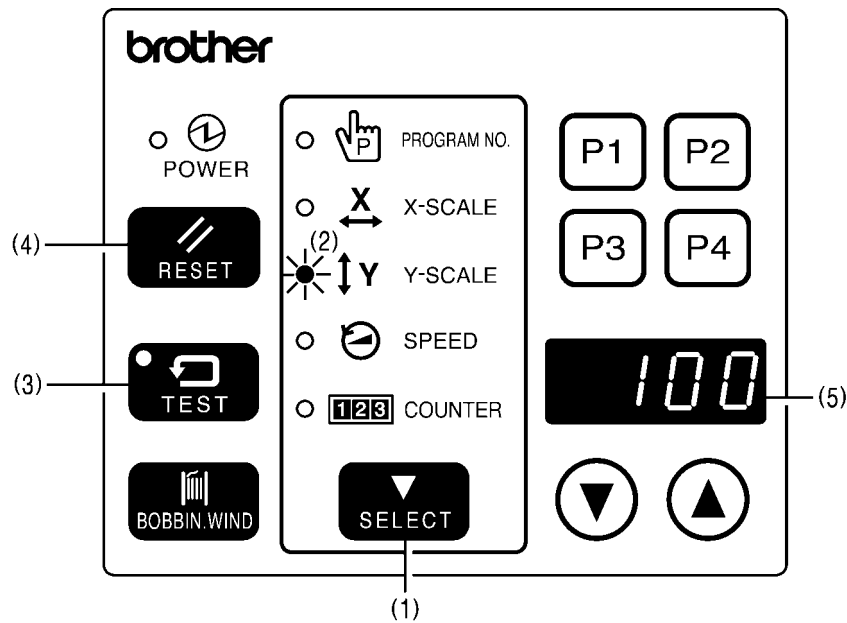 brother
POWER
P PROGRAM NO.
P1 P2
(4) RESET
X X-SCALE
(2)
Y Y-SCALE
P3 P4
(3) TEST
SPEED
100 (5)
123 COUNTER
BOBBIN.WIND
SELECT
(1)